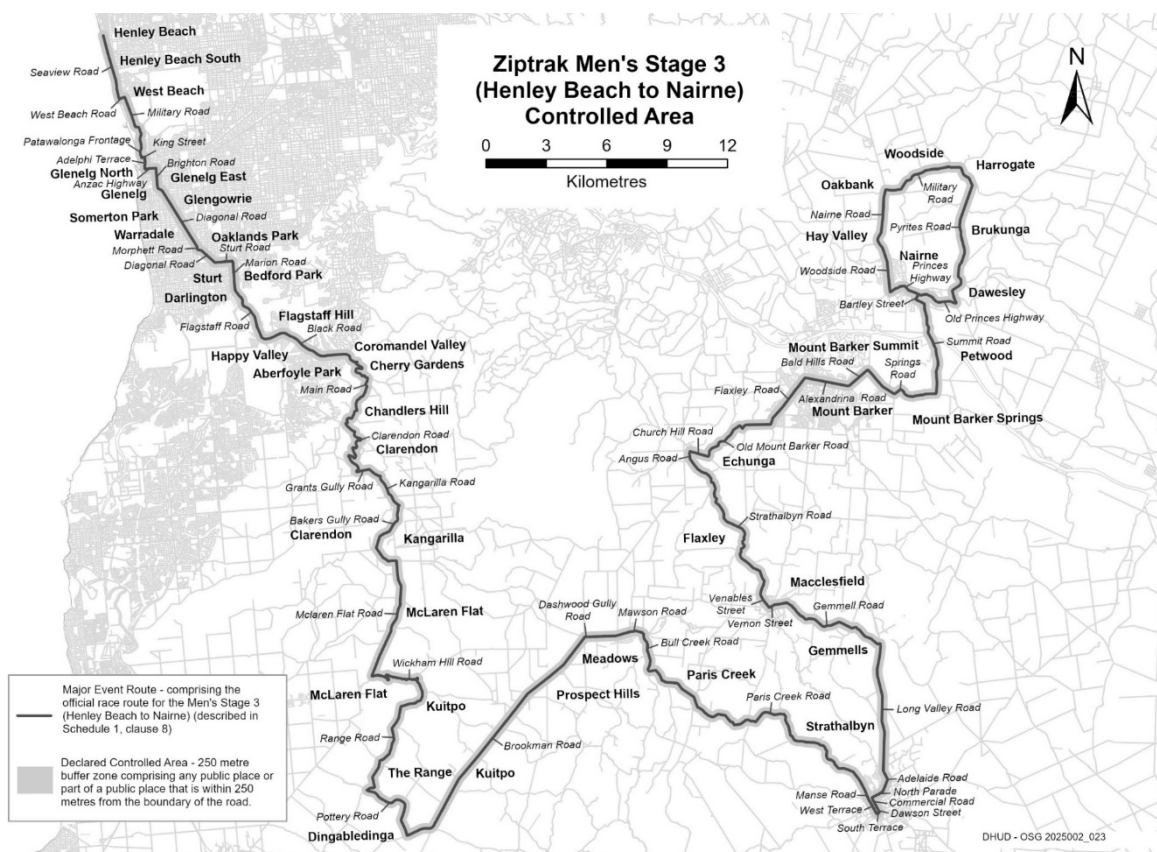 Ziptrak Men's Stage 3
(Henley Beach to Nairne)
Controlled Area
0 3 6 9 12
Kilometres
N
Henley Beach
Henley Beach South
Seaview Road
West Beach
West Beach Road
Military Road
Patawalonga Frontage
King Street
Adelphi Terrace
Brighton Road
Glenelg North
Glenelg East
Anzac Highway
Glenelg
Glengowrie
Somerton Park
Diagonal Road
Warradale
Oaklands Park
Morphett Road
Sturt Road
Diagonal Road
Marion Road
Sturt
Bedford Park
Darlington
Flagstaff Hill
Flagstaff Road
Black Road
Happy Valley
Coromandel Valley
Aberfoyle Park
Cherry Gardens
Main Road
Chandlers Hill
Clarendon Road
Clarendon
Grants Gully Road
Kangarilla Road
Bakers Gully Road
Clarendon
Kangarilla
Mclaren Flat Road
McLaren Flat
Wickham Hill Road
McLaren Flat
Kuitpo
Range Road
The Range
Pottery Road
Dingabledinga
Kuitpo
Brookman Road
Prospect Hills
Meadows
Dashwood Gully
Road
Mawson Road
Bull Creek Road
Paris Creek
Paris Creek Road
Strathalbyn
Manse Road
West Terrace
South Terrace
Dawson Street
Commercial Road
North Parade
Adelaide Road
Long Valley Road
Gemmells
Gemmell Road
Macclesfield
Vernon Street
Venables
Street
Flaxley
Strathalbyn Road
Echunga
Angus Road
Church Hill Road
Old Mount Barker Road
Flaxley Road
Mount Barker
Alexandrina Road
Bald Hills Road
Mount Barker Summit
Springs
Road
Mount Barker Springs
Petwood
Summit Road
Old Princes Highway
Bartley Street
Dawesley
Princes
Highway
Nairne
Woodside Road
Brukunga
Pyrites Road
Hay Valley
Nairne Road
Oakbank
Military
Road
Woodside
Harrogate
Major Event Route - comprising the
official race route for the Men's Stage 3
(Henley Beach to Nairne) (described in
Schedule 1, clause 8)
Declared Controlled Area - 250 metre
buffer zone comprising any public place or
part of a public place that is within 250
metres from the boundary of the road.
DHUD - OSG 2025002_023